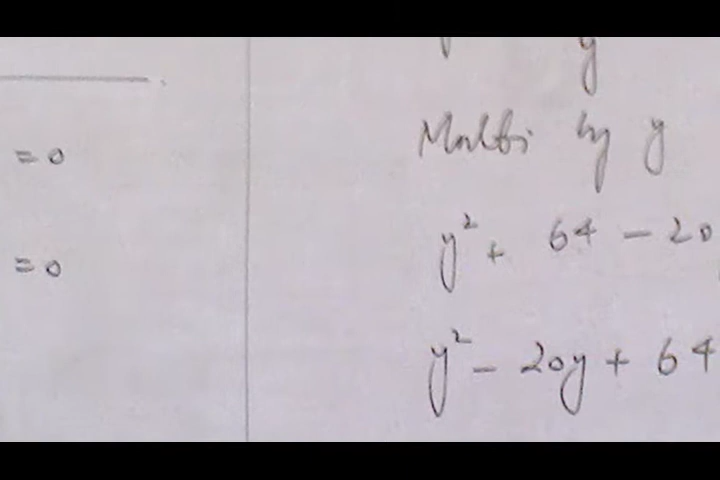 = 0
= 0
y
Multi by y
y² + 64 - 20
y² - 20y + 64